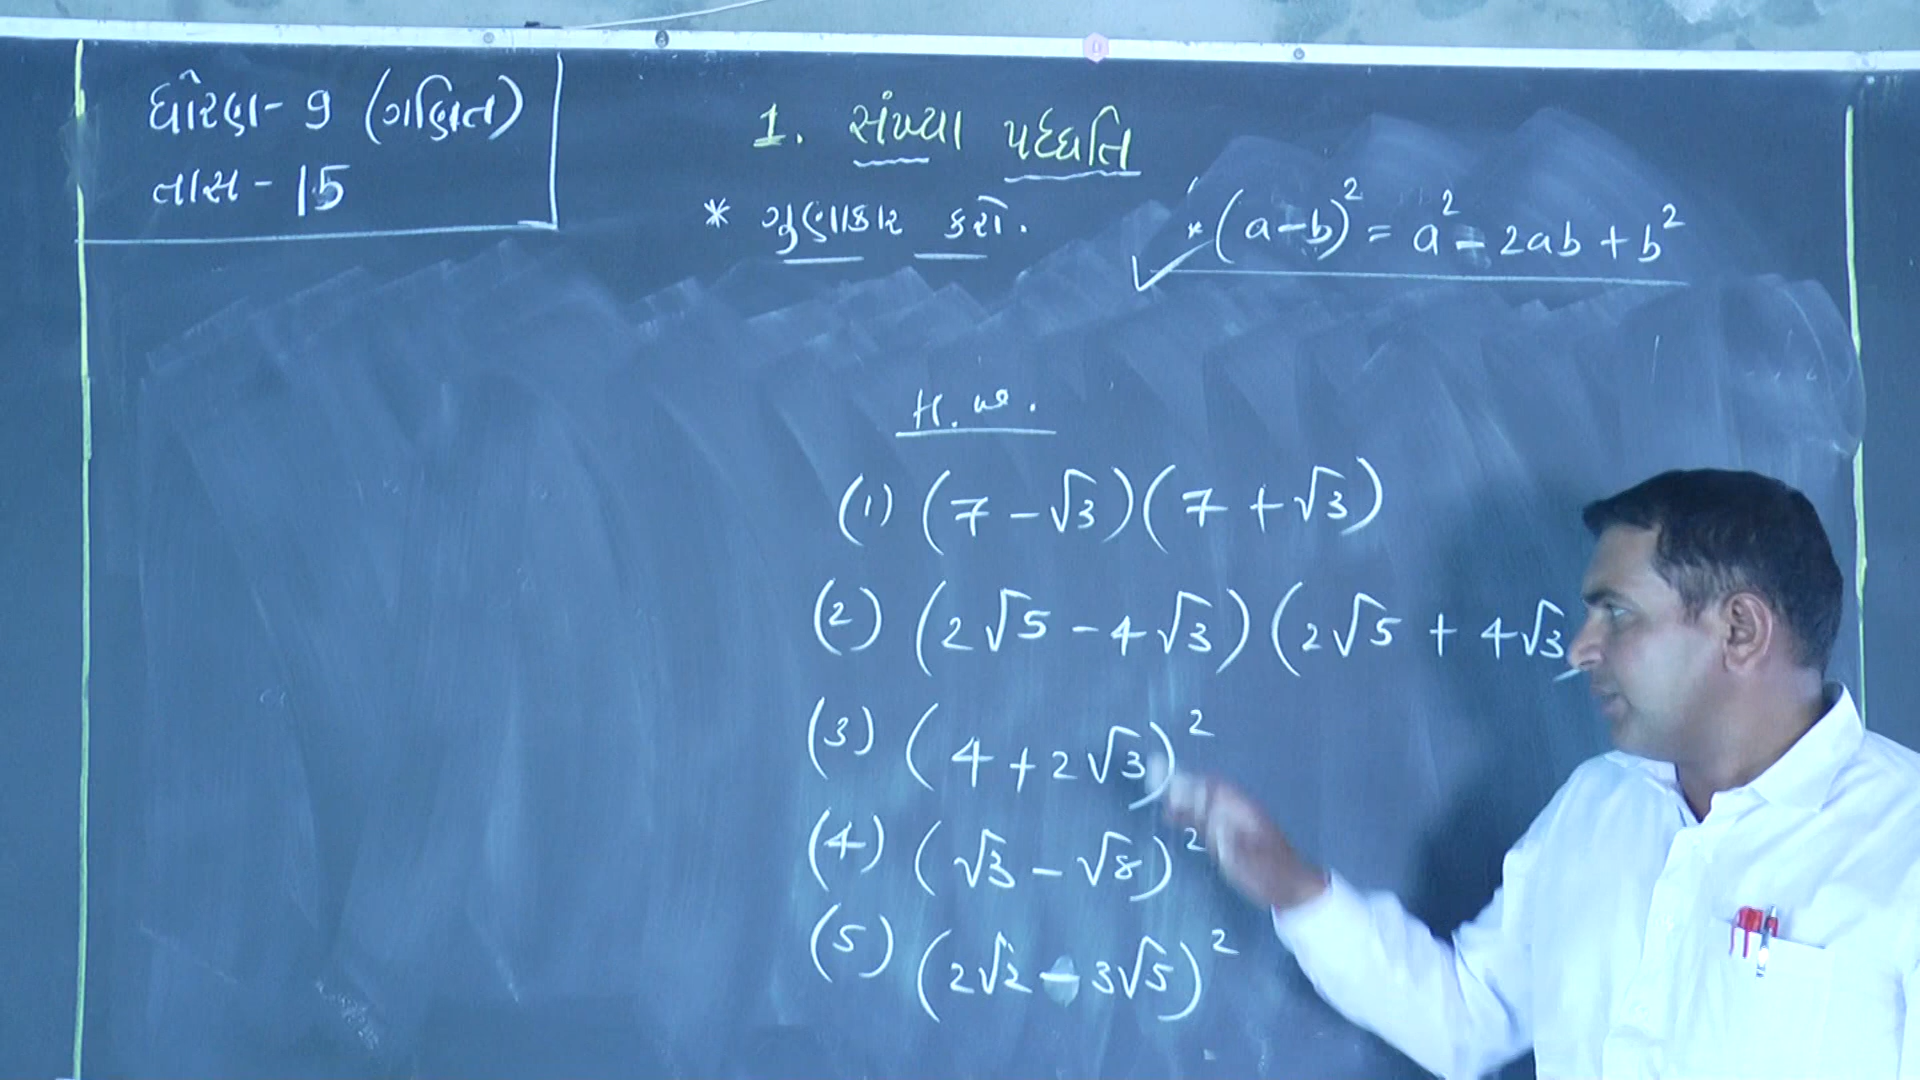 ધોરણ- 9 (ગણિત)
તાસ - 15
1. સંખ્યા પદ્ધતિ
* ગુણાકાર કરો.
* (a-b)² = a² - 2ab + b²
H.W.
(1) (7 - √3)(7 + √3)
(2) (2√5 - 4√3)(2√5 + 4√3)
(3) (4 + 2√3)²
(4) (√3 - √8)²
(5) (2√2 - 3√5)²